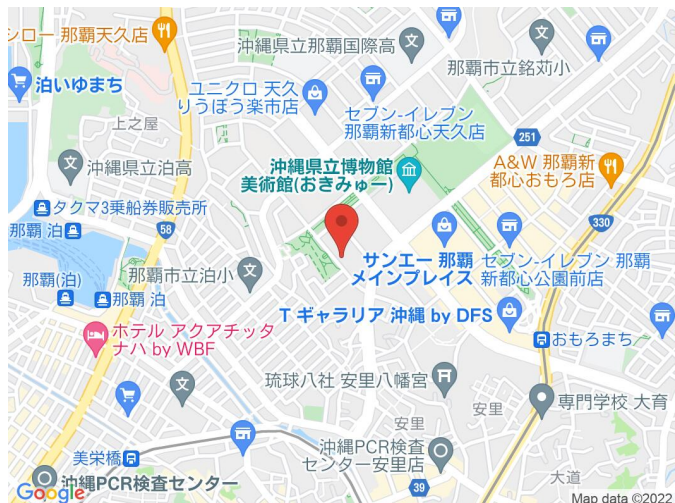 シロー 那覇天久店
沖縄県立那覇国際高
那覇市立銘苅小
泊いゆまち
ユニクロ 天久
りうぼう楽市店
上之屋
セブン-イレブン
那覇新都心天久店
251
沖縄県立泊高
沖縄県立博物館
美術館(おきみゅー)
A&W 那覇新
都心おもろ店
タクマ3乗船券販売所
那覇 泊
58
330
サンエー 那覇
メインプレイス
セブン-イレブン 那覇
新都心公園前店
那覇(泊)
那覇市立泊小
那覇 泊
T ギャラリア 沖縄 by DFS
ホテル アクアチッタ
ナハ by WBF
おもろまち
琉球八社 安里八幡宮
専門学校 大育
安里
安里
沖縄PCR検査
センター安里店
美栄橋
沖縄PCR検査センター
39
大道
Google
Map data ©2022